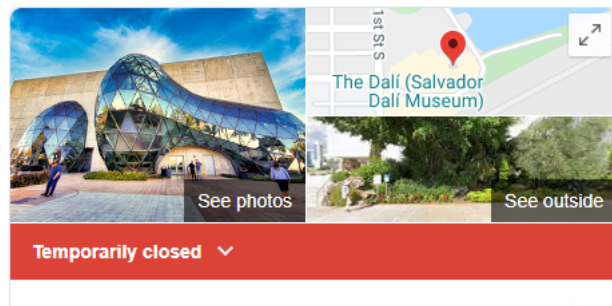 1st St S
The Dalí (Salvador
Dalí Museum)
See photos
See outside
Temporarily closed